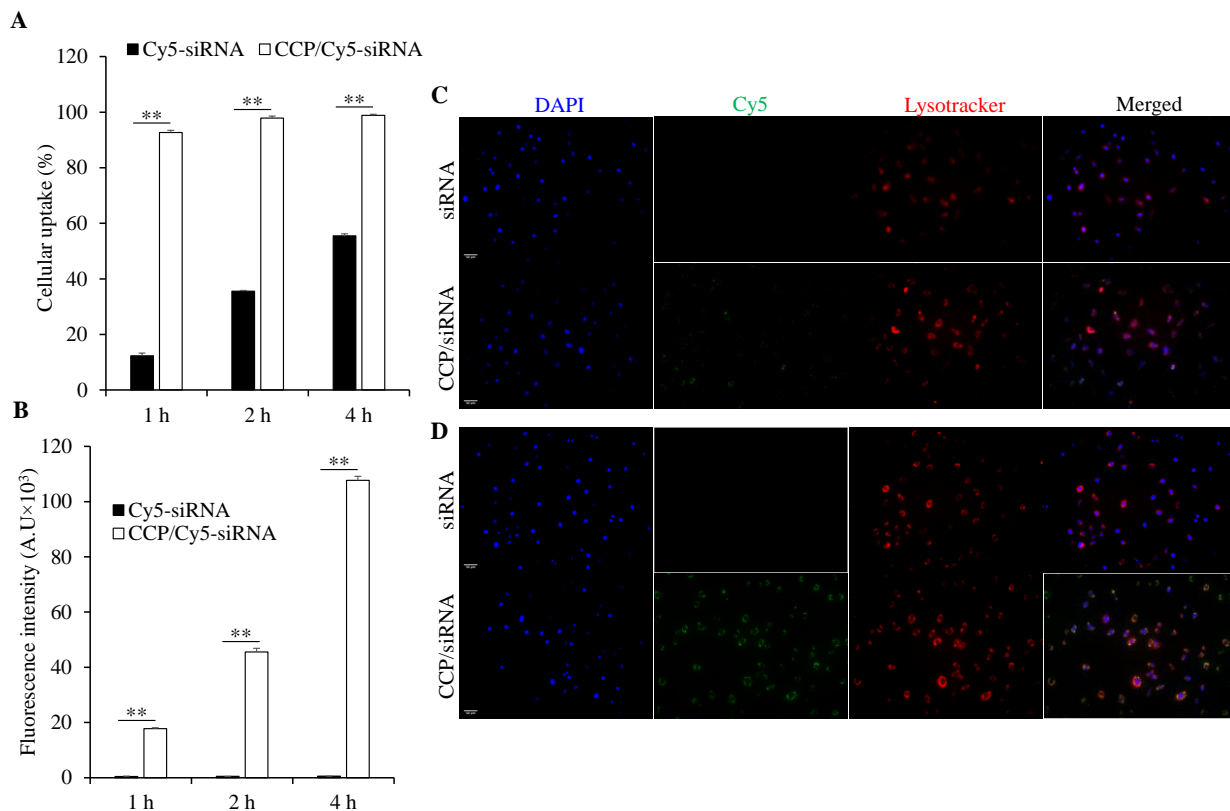 A
Cy5-siRNA CCP/Cy5-siRNA
120
100
80
60
40
20
0
Cellular uptake (%)
** ** **
1 h 2 h 4 h
B
120
100
80
60
40
20
0
Fluorescence intensity (A.U×10³)
Cy5-siRNA
CCP/Cy5-siRNA
** ** **
1 h 2 h 4 h
C
DAPI Cy5 Lysotracker Merged
siRNA
CCP/siRNA
D
siRNA
CCP/siRNA